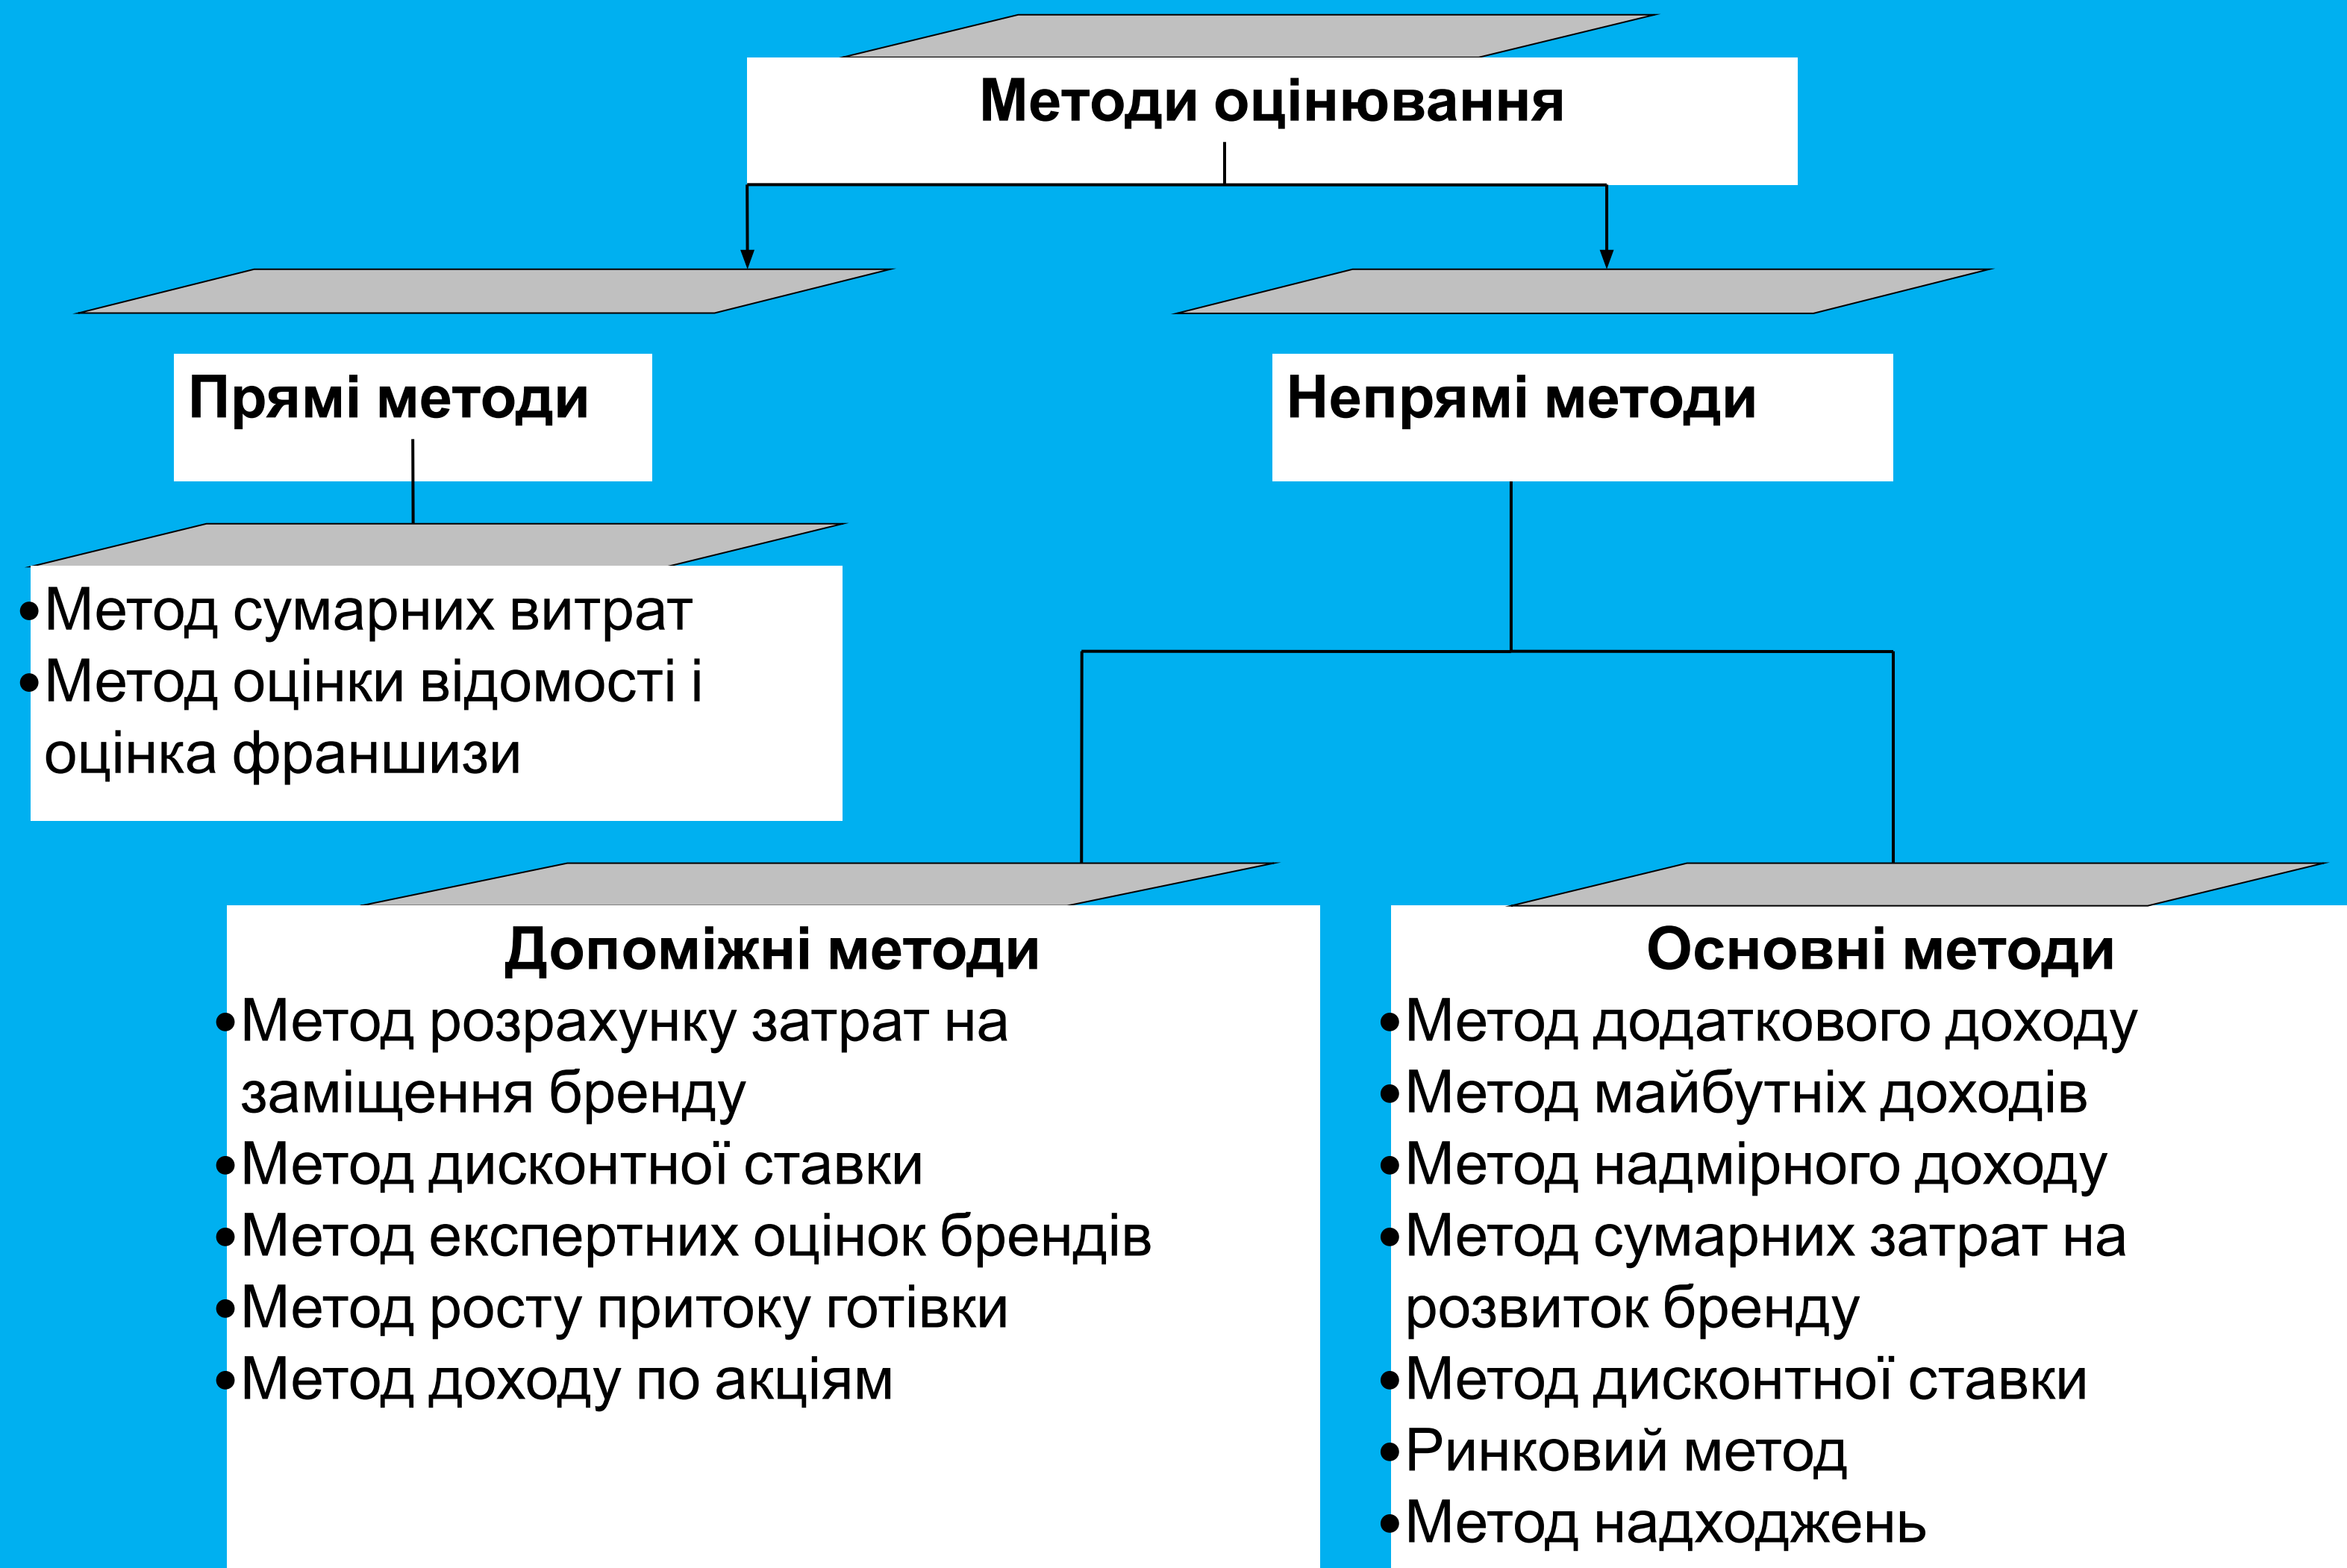 Методи оцінювання
Прямі методи
Непрямі методи
•Метод сумарних витрат
•Метод оцінки відомості і
оцінка франшизи
Допоміжні методи
•Метод розрахунку затрат на
заміщення бренду
•Метод дисконтної ставки
•Метод експертних оцінок брендів
•Метод росту притоку готівки
•Метод доходу по акціям
Основні методи
•Метод додаткового доходу
•Метод майбутніх доходів
•Метод надмірного доходу
•Метод сумарних затрат на
розвиток бренду
•Метод дисконтної ставки
•Ринковий метод
•Метод надходжень